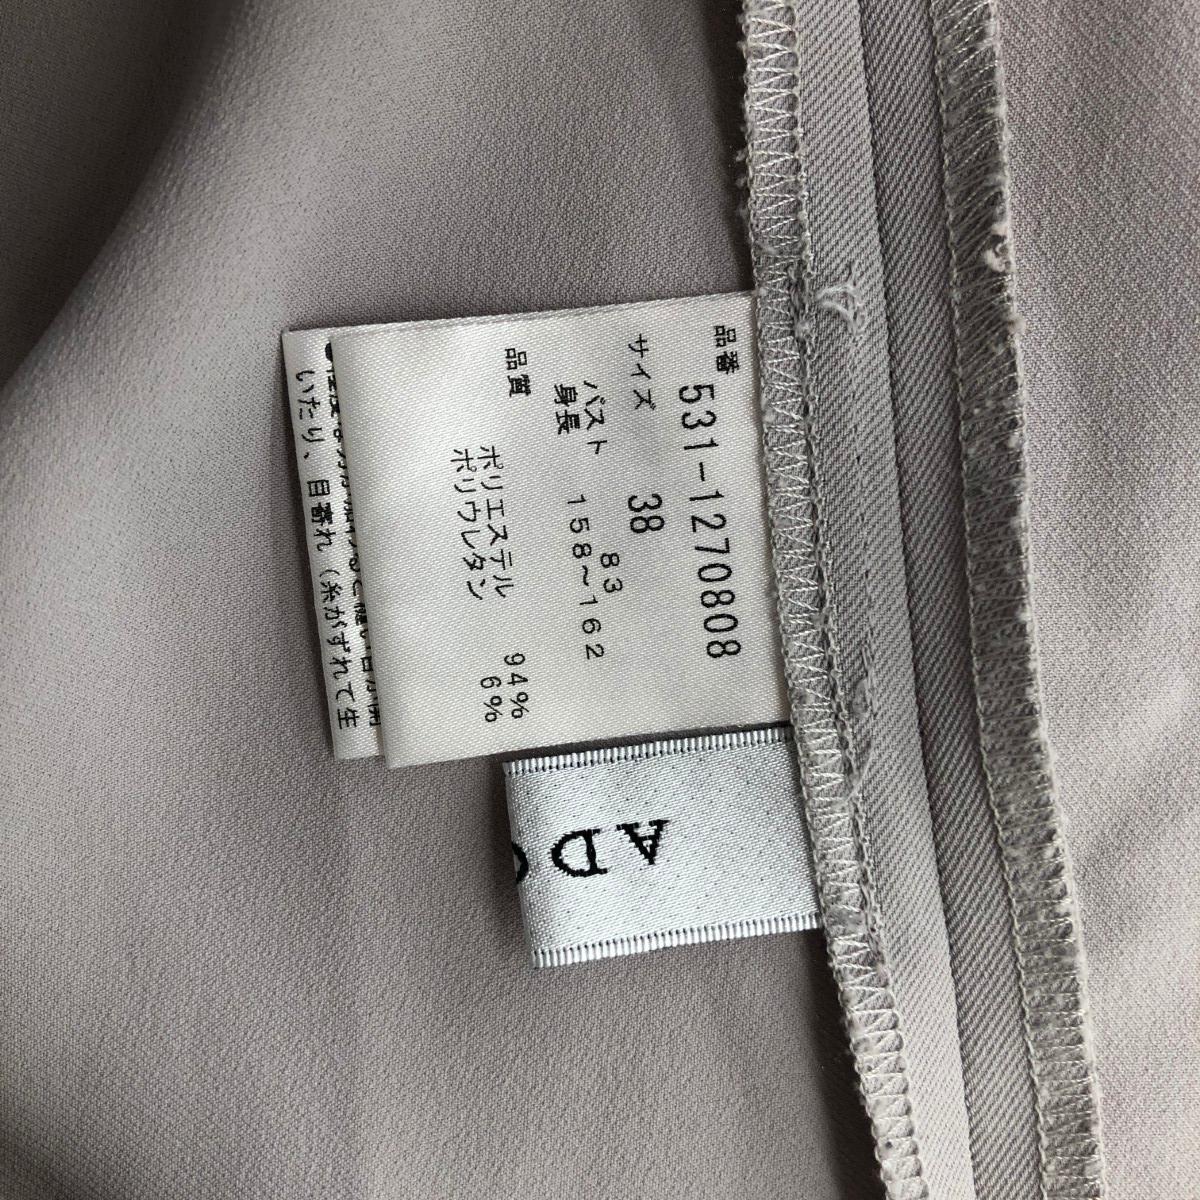 品番
531-1270808
サイズ 38
バスト 83
身長 158～162
品質
ポリエステル 94%
ポリウレタン 6%
いたり、目寄れ（糸がずれて生
AD